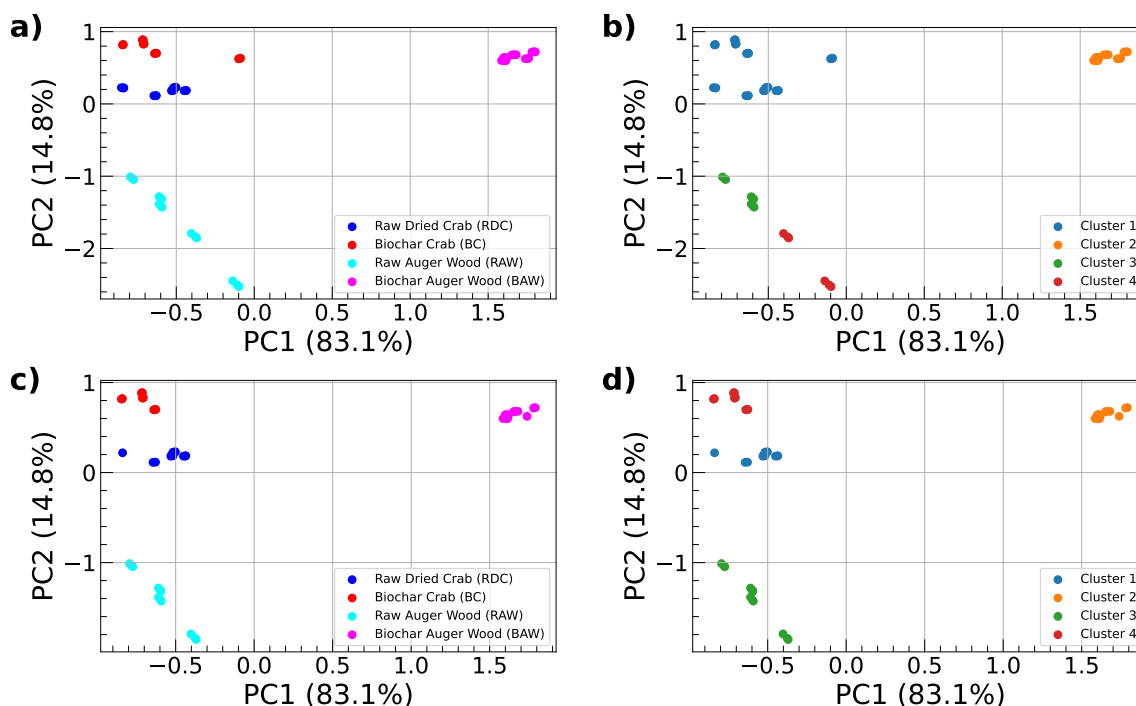 a)
1
0
−1
−2
PC2 (14.8%)
Raw Dried Crab (RDC)
Biochar Crab (BC)
Raw Auger Wood (RAW)
Biochar Auger Wood (BAW)
−0.5
0.0
0.5
1.0
1.5
PC1 (83.1%)
b)
1
0
−1
−2
PC2 (14.8%)
Cluster 1
Cluster 2
Cluster 3
Cluster 4
−0.5
0.0
0.5
1.0
1.5
PC1 (83.1%)
c)
1
0
−1
PC2 (14.8%)
Raw Dried Crab (RDC)
Biochar Crab (BC)
Raw Auger Wood (RAW)
Biochar Auger Wood (BAW)
−0.5
0.0
0.5
1.0
1.5
PC1 (83.1%)
d)
1
0
−1
PC2 (14.8%)
Cluster 1
Cluster 2
Cluster 3
Cluster 4
−0.5
0.0
0.5
1.0
1.5
PC1 (83.1%)